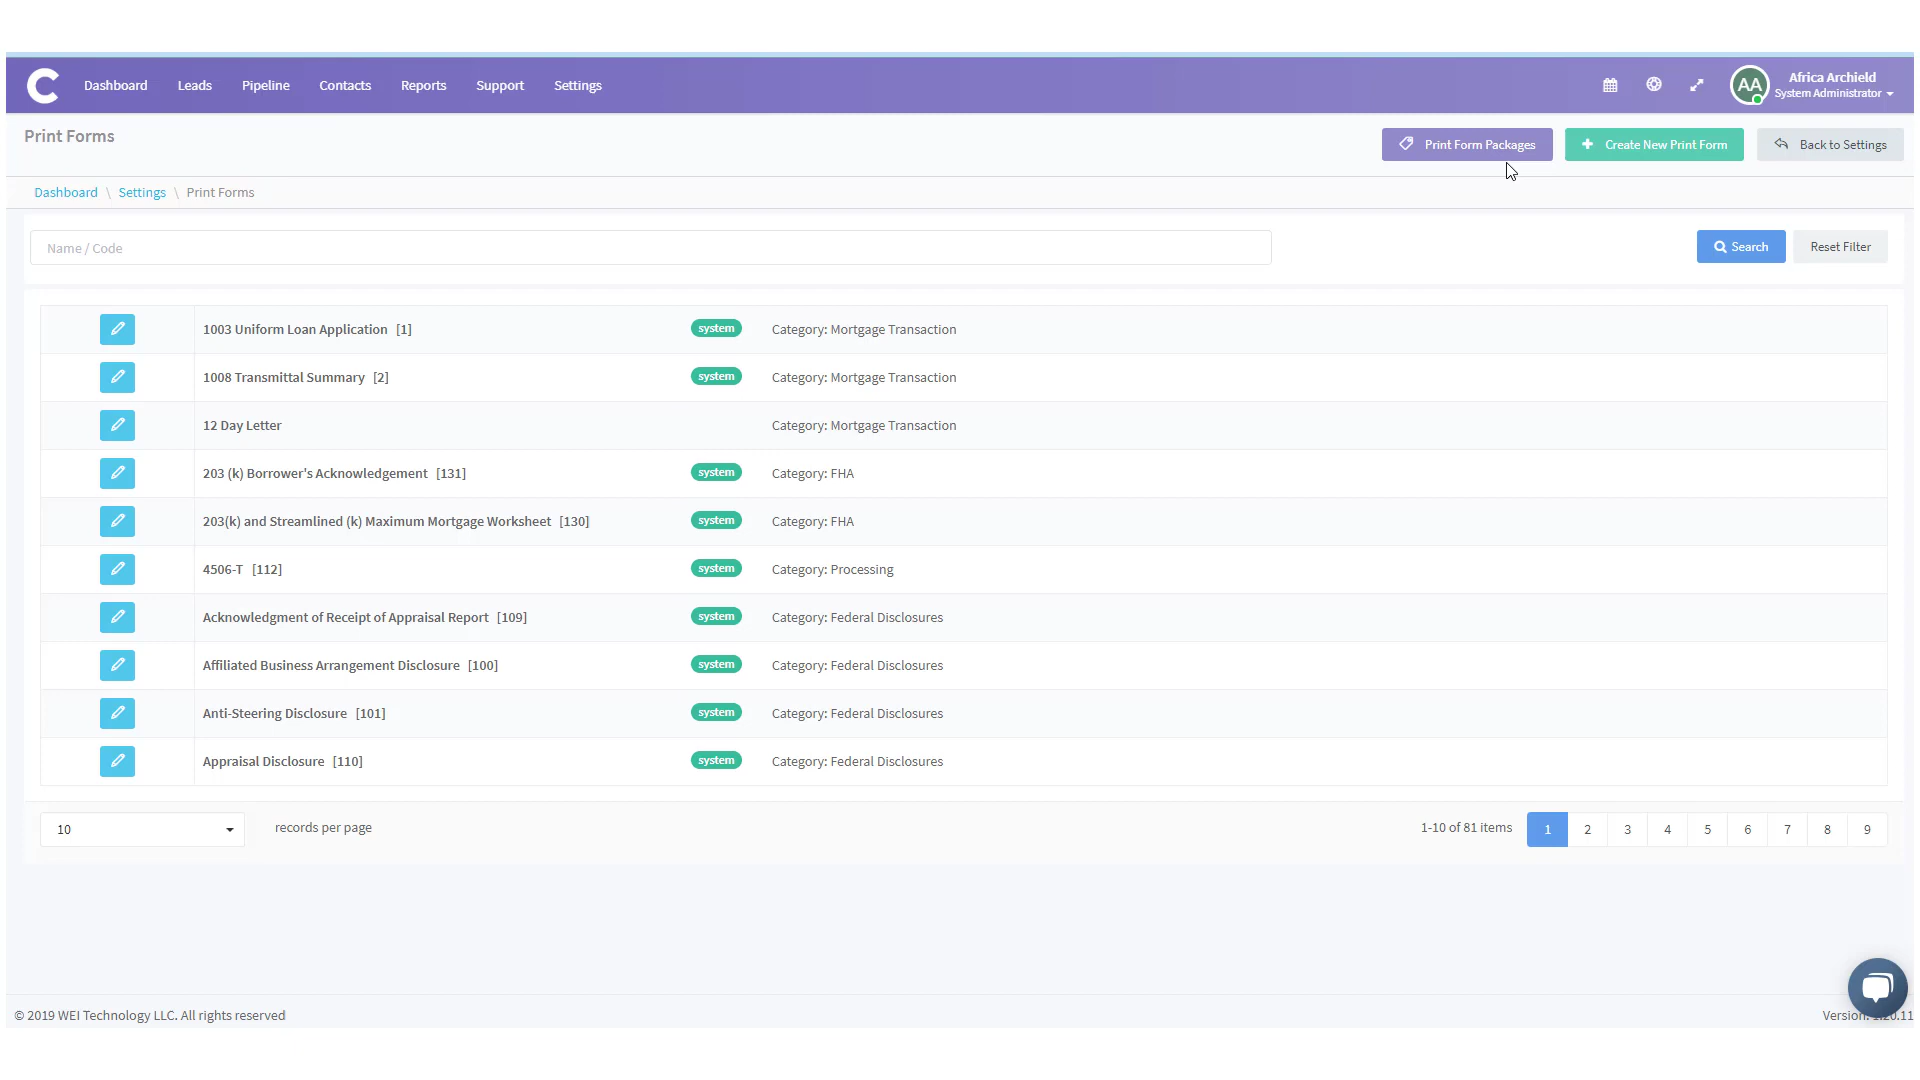 Dashboard Leads Pipeline Contacts Reports Support Settings
AA Africa Archield
System Administrator
Print Forms
Print Form Packages Create New Print Form Back to Settings
Dashboard \ Settings \ Print Forms
Name / Code Search Reset Filter
1003 Uniform Loan Application [1] system Category: Mortgage Transaction
1008 Transmittal Summary [2] system Category: Mortgage Transaction
12 Day Letter Category: Mortgage Transaction
203 (k) Borrower's Acknowledgement [131] system Category: FHA
203(k) and Streamlined (k) Maximum Mortgage Worksheet [130] system Category: FHA
4506-T [112] system Category: Processing
Acknowledgment of Receipt of Appraisal Report [109] system Category: Federal Disclosures
Affiliated Business Arrangement Disclosure [100] system Category: Federal Disclosures
Anti-Steering Disclosure [101] system Category: Federal Disclosures
Appraisal Disclosure [110] system Category: Federal Disclosures
10 records per page 1-10 of 81 items 1 2 3 4 5 6 7 8 9
© 2019 WEI Technology LLC. All rights reserved Version: